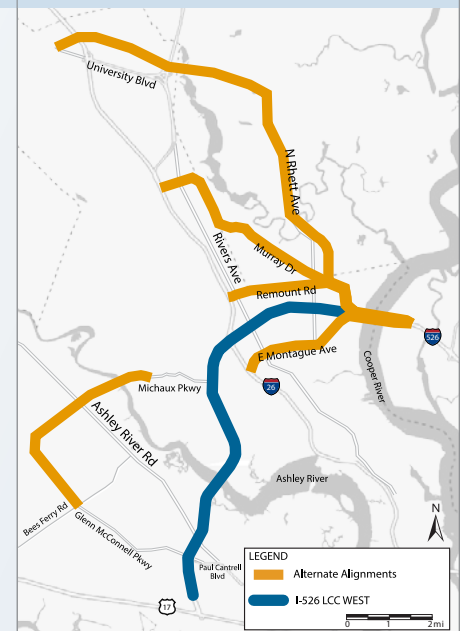 University Blvd
N Rhett Ave
Rivers Ave
Murray Dr
Remount Rd
526
E Montague Ave
Cooper River
26
Michaux Pkwy
Ashley River Rd
Ashley River
Bees Ferry Rd
Glenn McConnell Pkwy
N
Paul Cantrell
Blvd
17
LEGEND
Alternate Alignments
I-526 LCC WEST
0 1 2mi